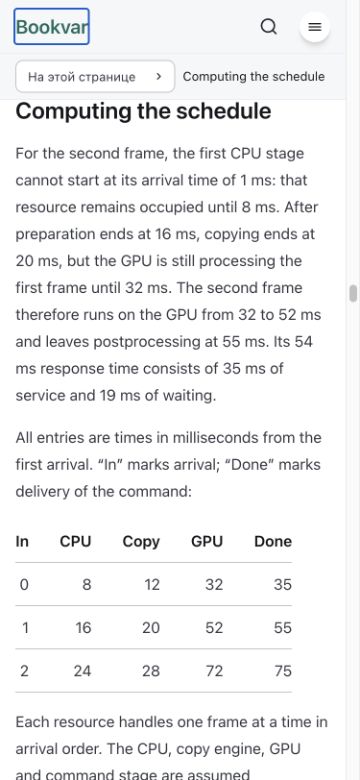 Bookvar
На этой странице
Computing the schedule
Computing the schedule
For the second frame, the first CPU stage
cannot start at its arrival time of 1 ms: that
resource remains occupied until 8 ms. After
preparation ends at 16 ms, copying ends at
20 ms, but the GPU is still processing the
first frame until 32 ms. The second frame
therefore runs on the GPU from 32 to 52 ms
and leaves postprocessing at 55 ms. Its 54
ms response time consists of 35 ms of
service and 19 ms of waiting.
All entries are times in milliseconds from the
first arrival. “In” marks arrival; “Done” marks
delivery of the command:
In CPU Copy GPU Done
0 8 12 32 35
1 16 20 52 55
2 24 28 72 75
Each resource handles one frame at a time in
arrival order. The CPU, copy engine, GPU
and command stage are assumed